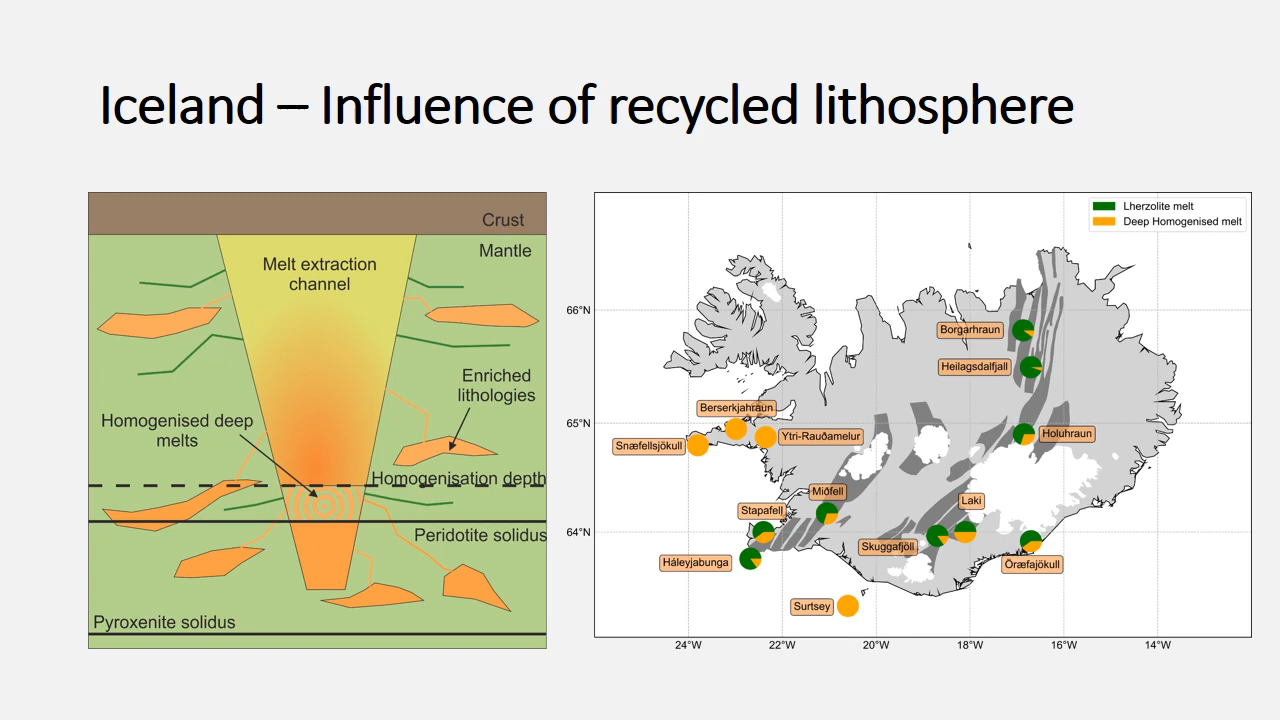 Iceland – Influence of recycled lithosphere
Crust
Mantle
Melt extraction
channel
Enriched
lithologies
Homogenised deep
melts
Homogenisation depth
Peridotite solidus
Pyroxenite solidus
Lherzolite melt
Deep Homogenised melt
66°N
65°N
64°N
Borgarhraun
Heilagsdalfjall
Berserkjahraun
Snæfellsjökull
Ytri-Rauðamelur
Holuhraun
Miðfell
Stapafell
Laki
Skuggafjöll
Háleyjabunga
Öræfajökull
Surtsey
24°W
22°W
20°W
18°W
16°W
14°W